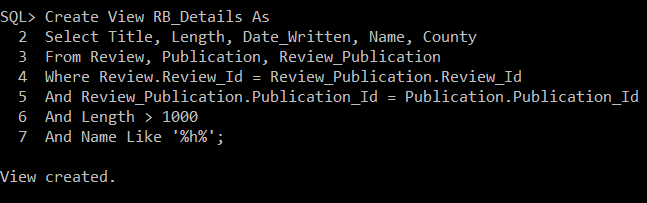 SQL> Create View RB_Details As
2 Select Title, Length, Date_Written, Name, County
3 From Review, Publication, Review_Publication
4 Where Review.Review_Id = Review_Publication.Review_Id
5 And Review_Publication.Publication_Id = Publication.Publication_Id
6 And Length > 1000
7 And Name Like '%h%';
View created.